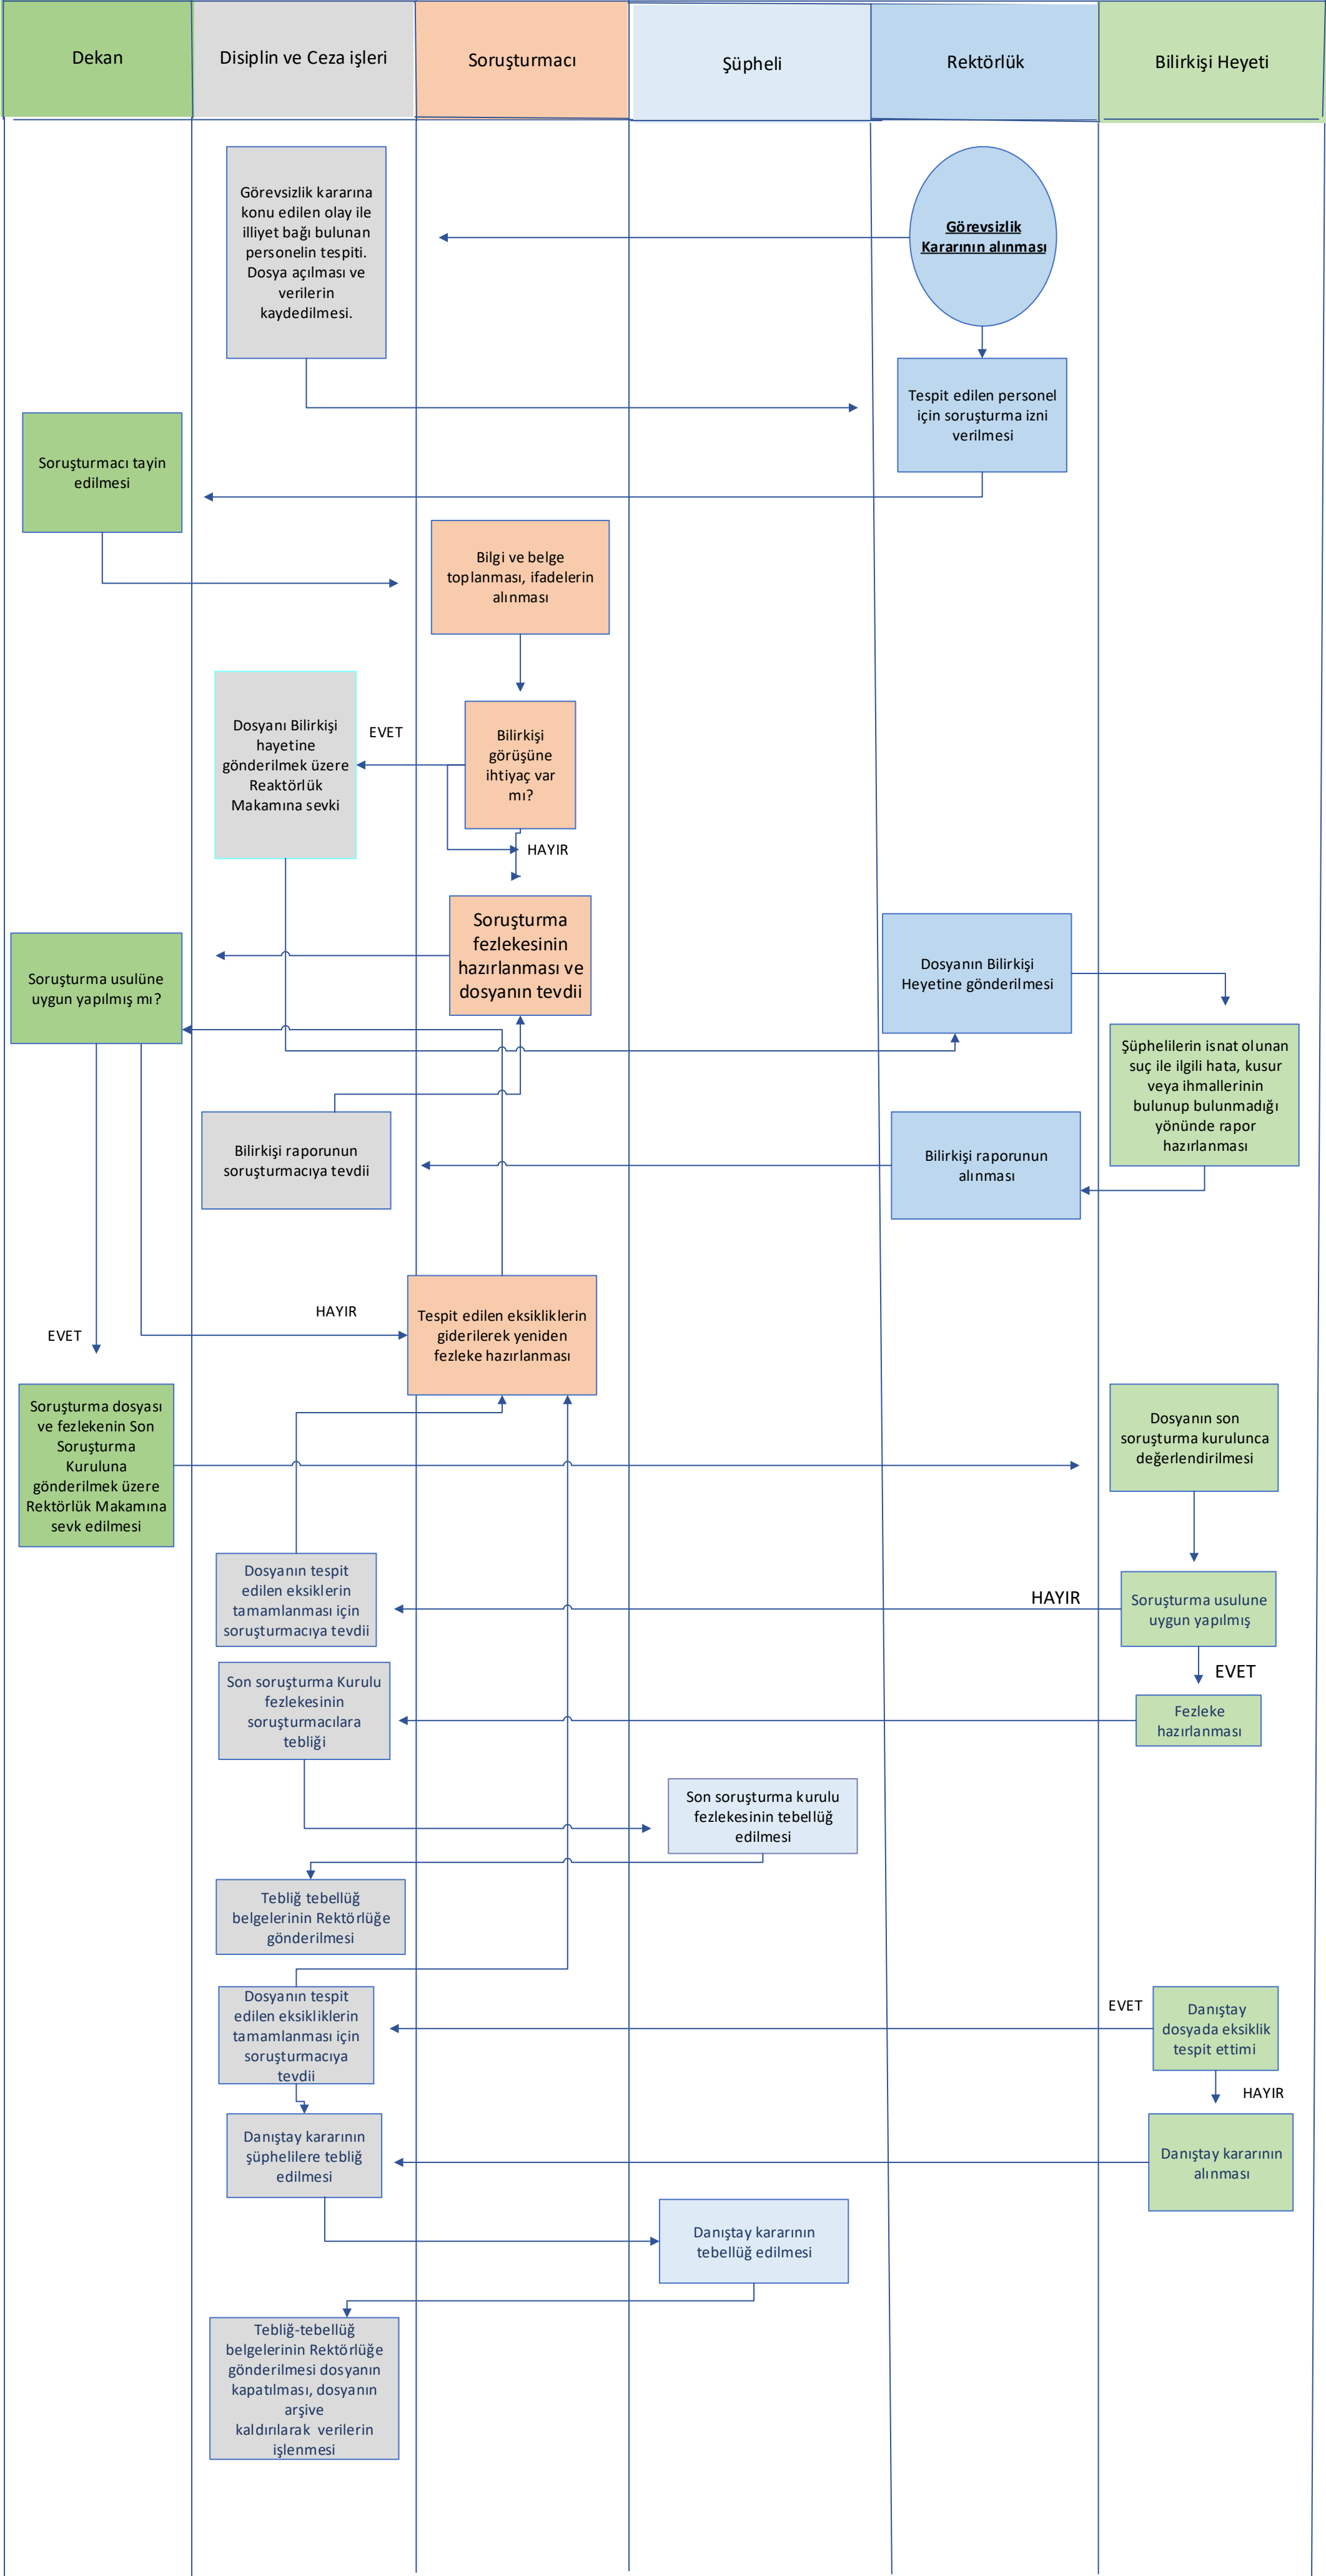 Dekan
Disiplin ve Ceza işleri
Soruşturmacı
Şüpheli
Rektörlük
Bilirkişi Heyeti
Görevsizlik kararına
konu edilen olay ile
illiyet bağı bulunan
personelin tespiti.
Dosya açılması ve
verilerin
kaydedilmesi.
Görevsizlik
Kararının alınması
Tespit edilen personel
için soruşturma izni
verilmesi
Soruşturmacı tayin
edilmesi
Bilgi ve belge
toplanması, ifadelerin
alınması
Dosyanı Bilirkişi
hayetine
gönderilmek üzere
Reaktörlük
Makamına sevki
EVET
Bilirkişi
görüşüne
ihtiyaç var
mı?
HAYIR
Soruşturma
fezlekesinin
hazırlanması ve
dosyanın tevdii
Soruşturma usulüne
uygun yapılmış mı?
Dosyanın Bilirkişi
Heyetine gönderilmesi
Şüphelilerin isnat olunan
suç ile ilgili hata, kusur
veya ihmallerinin
bulunup bulunmadığı
yönünde rapor
hazırlanması
Bilirkişi raporunun
soruşturmacıya tevdii
Bilirkişi raporunun
alınması
HAYIR
EVET
Tespit edilen eksikliklerin
giderilerek yeniden
fezleke hazırlanması
Soruşturma dosyası
ve fezlekenin Son
Soruşturma
Kuruluna
gönderilmek üzere
Rektörlük Makamına
sevk edilmesi
Dosyanın son
soruşturma kurulunca
değerlendirilmesi
Dosyanın tespit
edilen eksiklerin
tamamlanması için
soruşturmacıya tevdii
HAYIR
Soruşturma usulune
uygun yapılmış
EVET
Son soruşturma Kurulu
fezlekesinin
soruşturmacılara
tebliği
Fezleke
hazırlanması
Son soruşturma kurulu
fezlekesinin tebellüğ
edilmesi
Tebliğ tebellüğ
belgelerinin Rektörlüğe
gönderilmesi
Dosyanın tespit
edilen eksikliklerin
tamamlanması için
soruşturmacıya
tevdii
EVET
Danıştay
dosyada eksiklik
tespit ettimi
HAYIR
Danıştay kararının
şüphelilere tebliğ
edilmesi
Danıştay kararının
alınması
Danıştay kararının
tebellüğ edilmesi
Tebliğ-tebellüğ
belgelerinin Rektörlüğe
gönderilmesi dosyanın
kapatılması, dosyanın
arşive
kaldırılarak  verilerin
işlenmesi